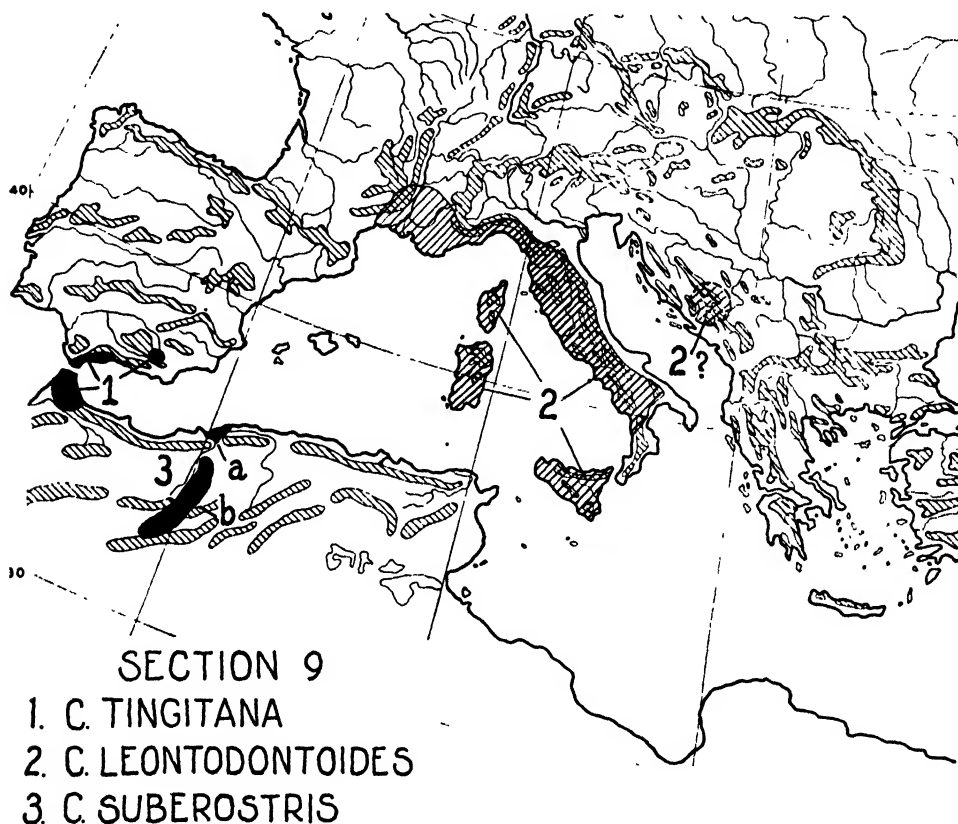 40
1
2
2?
3
a
b
30
SECTION 9
1. C. TINGITANA
2. C. LEONTODONTOIDES
3. C. SUBEROSTRIS